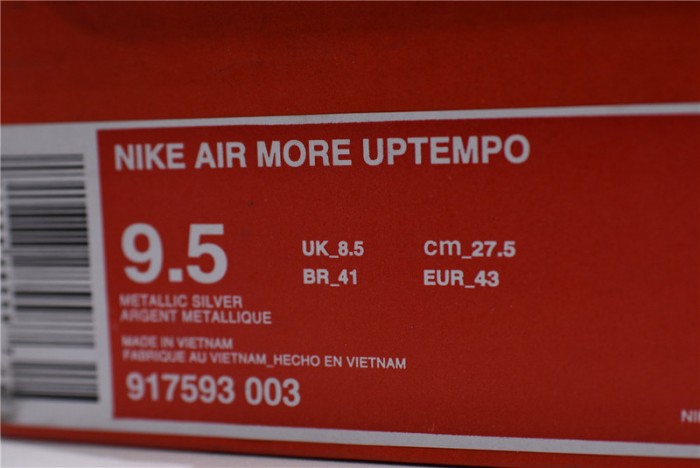 NIKE AIR MORE UPTEMPO
9.5
UK_8.5
cm_27.5
BR_41
EUR_43
METALLIC SILVER
ARGENT METALLIQUE
MADE IN VIETNAM
FABRIQUE AU VIETNAM_HECHO EN VIETNAM
917593 003